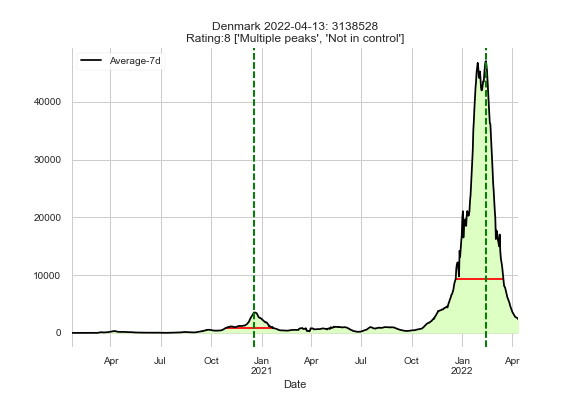 Denmark 2022-04-13: 3138528
Rating:8 ['Multiple peaks', 'Not in control']
Average-7d
40000
30000
20000
10000
0
Apr Jul Oct Jan Apr Jul Oct Jan Apr
2021 2022
Date